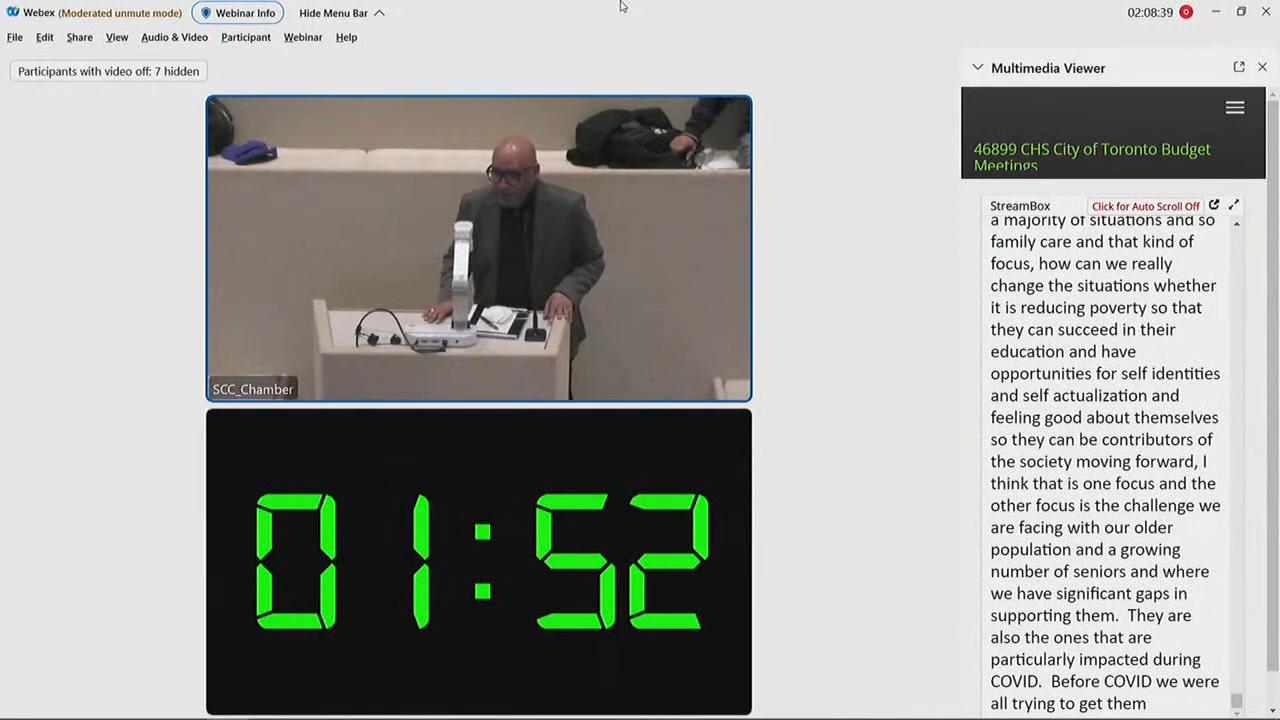 Webex (Moderated unmute mode) Webinar Info Hide Menu Bar 02:08:39
File Edit Share View Audio & Video Participant Webinar Help
Participants with video off: 7 hidden
Multimedia Viewer
46899 CHS City of Toronto Budget
Meetings
StreamBox Click for Auto Scroll Off
a majority of situations and so
family care and that kind of
focus, how can we really
change the situations whether
it is reducing poverty so that
they can succeed in their
education and have
opportunities for self identities
and self actualization and
feeling good about themselves
so they can be contributors of
the society moving forward, I
think that is one focus and the
other focus is the challenge we
are facing with our older
population and a growing
number of seniors and where
we have significant gaps in
supporting them. They are
also the ones that are
particularly impacted during
COVID. Before COVID we were
all trying to get them
SCC_Chamber
01:52